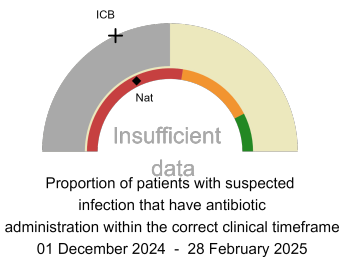 ICB
Nat
Insufficient
data
Proportion of patients with suspected
infection that have antibiotic
administration within the correct clinical timeframe
01 December 2024 - 28 February 2025